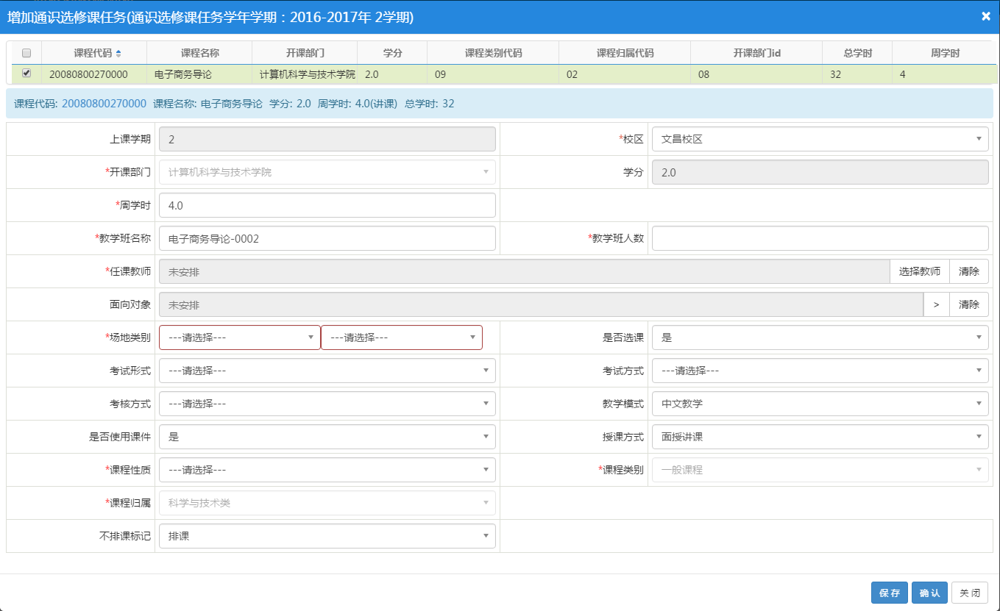 增加通识选修课任务(通识选修课任务学年学期：2016-2017年 2学期) ×
课程代码 课程名称 开课部门 学分 课程类别代码 课程归属代码 开课部门id 总学时 周学时
20080800270000 电子商务导论 计算机科学与技术学院 2.0 09 02 08 32 4
课程代码: 20080800270000 课程名称: 电子商务导论 学分: 2.0 周学时: 4.0(讲课) 总学时: 32
上课学期 2 *校区 文昌校区
*开课部门 计算机科学与技术学院 学分 2.0
*周学时 4.0
*教学班名称 电子商务导论-0002 *教学班人数
*任课教师 未安排 选择教师 清除
面向对象 未安排 > 清除
*场地类别 ---请选择--- ---请选择--- 是否选课 是
考试形式 ---请选择--- 考试方式 ---请选择---
考核方式 ---请选择--- 教学模式 中文教学
是否使用课件 是 授课方式 面授讲课
*课程性质 ---请选择--- *课程类别 一般课程
*课程归属 科学与技术类
不排课标记 排课
保存 确认 关闭